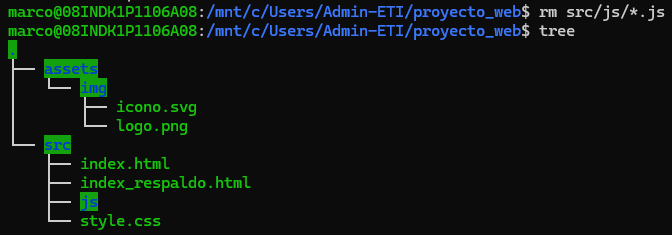 marco@08INDK1P1106A08:/mnt/c/Users/Admin-ETI/proyecto_web$ rm src/js/*.js
marco@08INDK1P1106A08:/mnt/c/Users/Admin-ETI/proyecto_web$ tree
.
├── assets
│   └── img
│       ├── icono.svg
│       └── logo.png
└── src
    ├── index.html
    ├── index_respaldo.html
    ├── js
    └── style.css